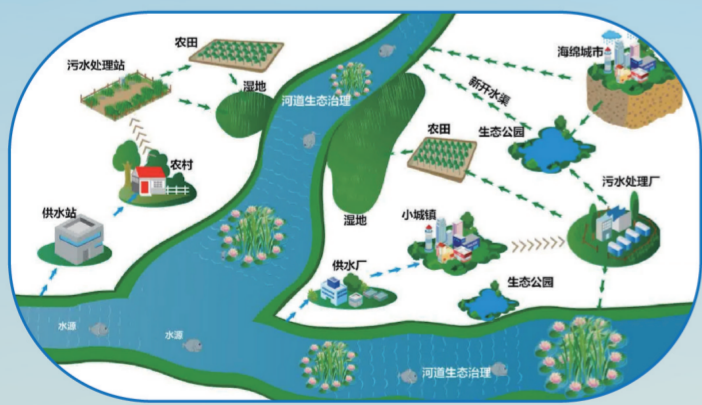 农田
海绵城市
污水处理站
湿地
河道生态治理
新开水渠
农田
生态公园
农村
污水处理厂
供水站
湿地
小城镇
供水厂
生态公园
水源
水源
河道生态治理